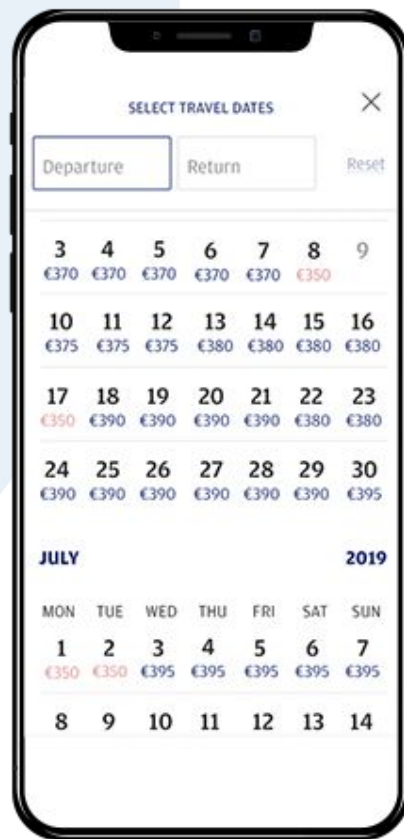 SELECT TRAVEL DATES
Departure Return Reset
3 4 5 6 7 8 9
€370 €370 €370 €370 €370 €350
10 11 12 13 14 15 16
€375 €375 €375 €380 €380 €380 €380
17 18 19 20 21 22 23
€350 €390 €390 €390 €390 €380 €380
24 25 26 27 28 29 30
€390 €390 €390 €390 €390 €390 €395
JULY 2019
MON TUE WED THU FRI SAT SUN
1 2 3 4 5 6 7
€350 €350 €395 €395 €395 €395 €395
8 9 10 11 12 13 14